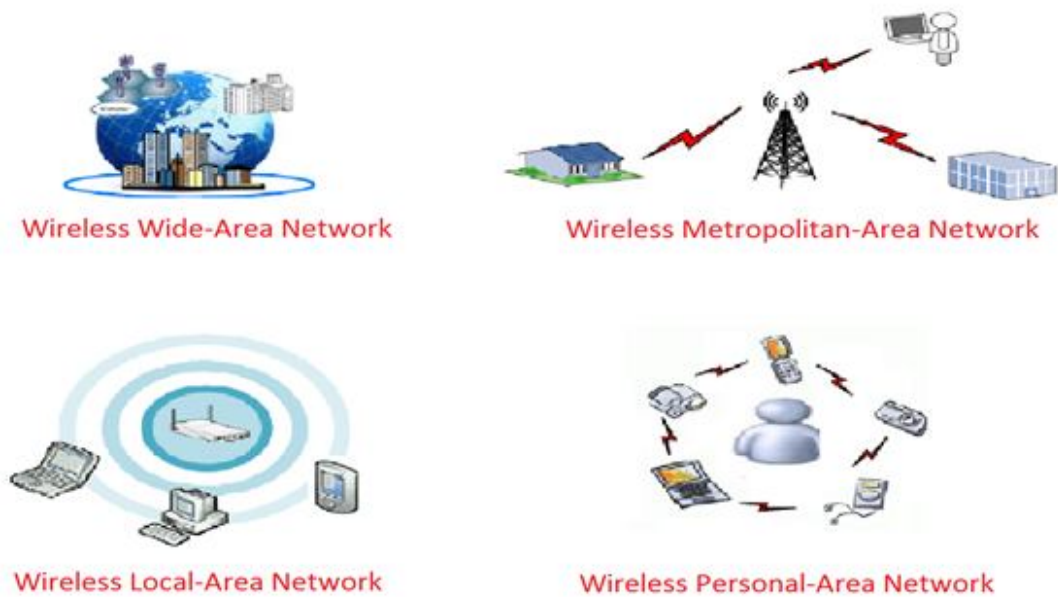 Wireless Wide-Area Network
Wireless Metropolitan-Area Network
Wireless Local-Area Network
Wireless Personal-Area Network